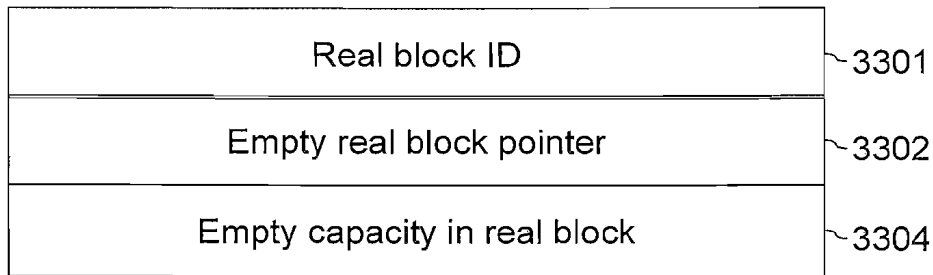 Real block ID 3301
Empty real block pointer 3302
Empty capacity in real block 3304